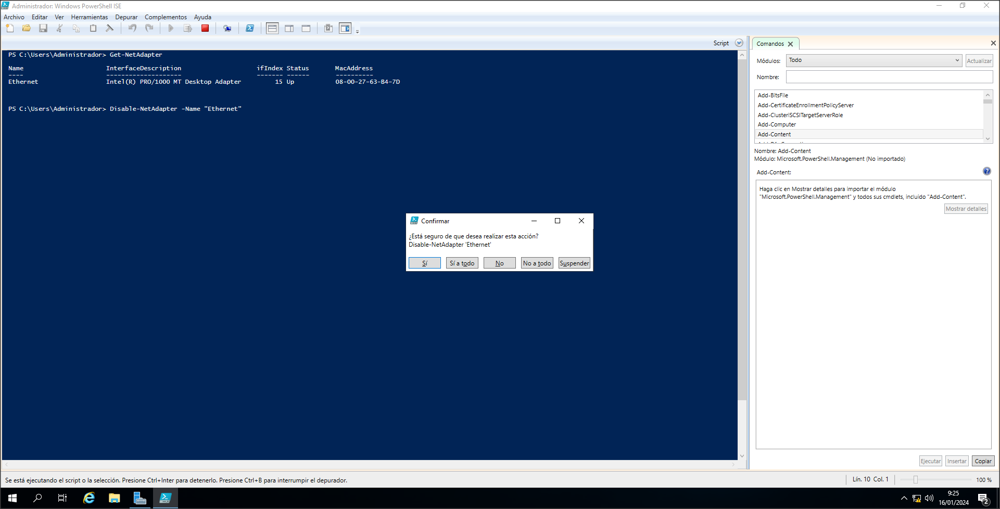 Administrador: Windows PowerShell ISE
Archivo Editar Ver Herramientas Depurar Complementos Ayuda
Script
PS C:\Users\Administrador> Get-NetAdapter
Name InterfaceDescription ifIndex Status MacAddress
---- -------------------- ------- ------ ----------
Ethernet Intel(R) PRO/1000 MT Desktop Adapter 15 Up 08-00-27-63-B4-7D
PS C:\Users\Administrador> Disable-NetAdapter -Name "Ethernet"
Confirmar
¿Está seguro de que desea realizar esta acción?
Disable-NetAdapter 'Ethernet'
Sí Sí a todo No No a todo Suspender
Comandos
Módulos: Todo Actualizar
Nombre:
Add-BitsFile
Add-CertificateEnrollmentPolicyServer
Add-ClusteriSCSITargetServerRole
Add-Computer
Add-Content
Nombre: Add-Content
Módulo: Microsoft.PowerShell.Management (No importado)
Add-Content:
Haga clic en Mostrar detalles para importar el módulo
"Microsoft.PowerShell.Management" y todos sus cmdlets, incluido "Add-Content".
Mostrar detalles
Ejecutar Insertar Copiar
Se está ejecutando el script o la selección. Presione Ctrl+Inter para detenerlo. Presione Ctrl+B para interrumpir el depurador.
Lín. 10 Col. 1 100 %
9:25
16/01/2024
2